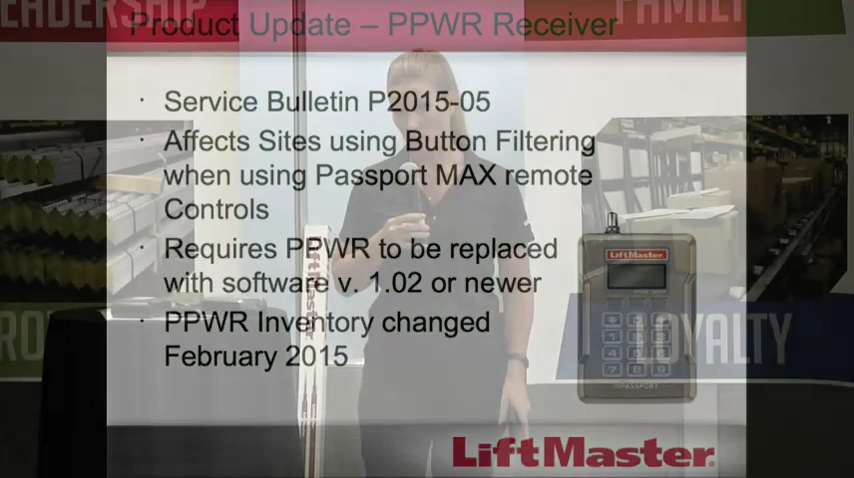 LEADERSHIP
FAMILY
Product Update – PPWR Receiver
· Service Bulletin P2015-05
· Affects Sites using Button Filtering
when using Passport MAX remote
Controls
· Requires PPWR to be replaced
with software v. 1.02 or newer
· PPWR Inventory changed
February 2015
LiftMaster
LiftMaster
PASSPORT
LOYALTY
LiftMaster